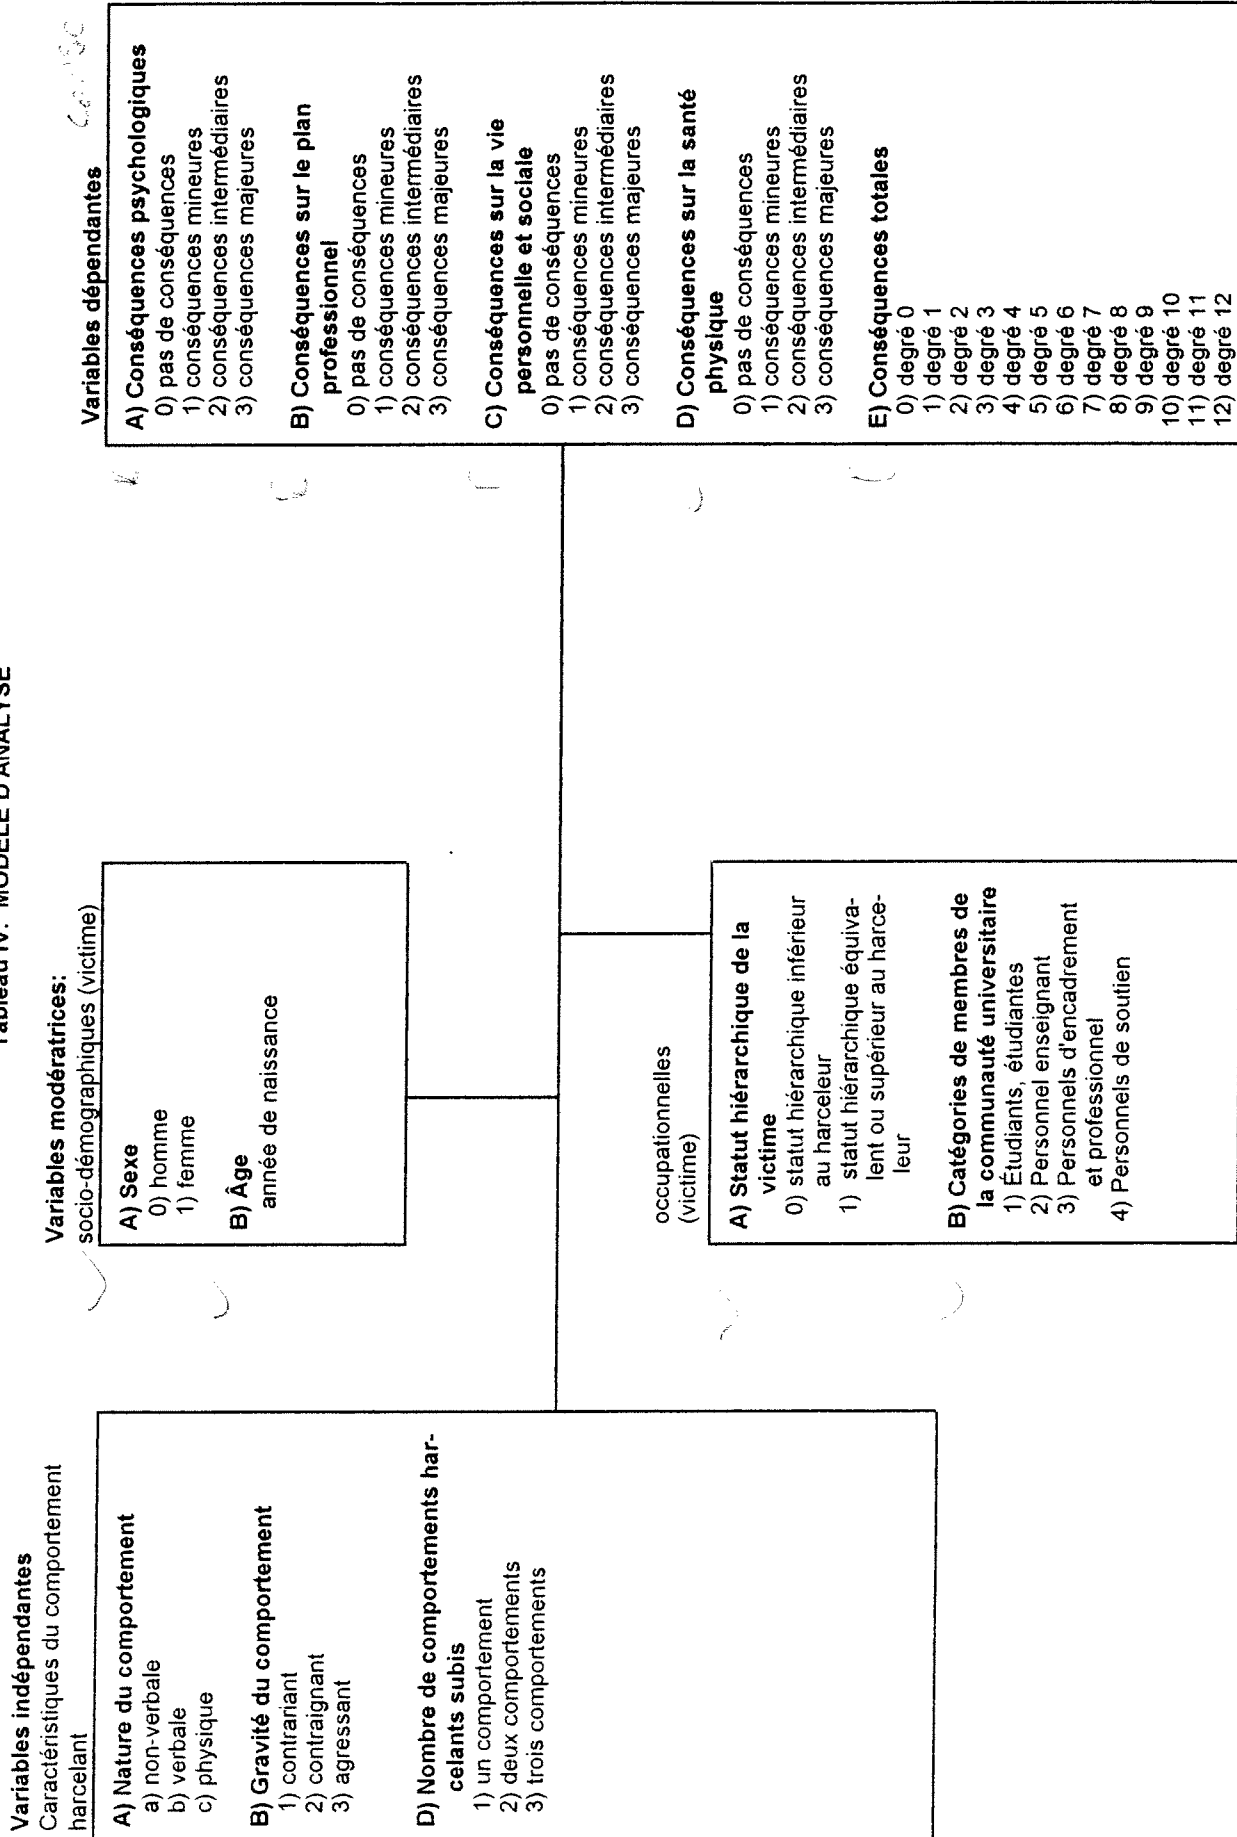 Tableau IV: MODÈLE D'ANALYSE
Variables indépendantes
Caractéristiques du comportement
harcelant
A) Nature du comportement
a) non-verbale
b) verbale
c) physique
B) Gravité du comportement
1) contrariant
2) contraignant
3) agressant
D) Nombre de comportements har-
celants subis
1) un comportement
2) deux comportements
3) trois comportements
Variables modératrices:
socio-démographiques (victime)
A) Sexe
0) homme
1) femme
B) Âge
année de naissance
occupationnelles
(victime)
A) Statut hiérarchique de la
victime
0) statut hiérarchique inférieur
au harceleur
1) statut hiérarchique équiva-
lent ou supérieur au harce-
leur
B) Catégories de membres de
la communauté universitaire
1) Étudiants, étudiantes
2) Personnel enseignant
3) Personnels d'encadrement
et professionnel
4) Personnels de soutien
Variables dépendantes
A) Conséquences psychologiques
0) pas de conséquences
1) conséquences mineures
2) conséquences intermédiaires
3) conséquences majeures
B) Conséquences sur le plan
professionnel
0) pas de conséquences
1) conséquences mineures
2) conséquences intermédiaires
3) conséquences majeures
C) Conséquences sur la vie
personnelle et sociale
0) pas de conséquences
1) conséquences mineures
2) conséquences intermédiaires
3) conséquences majeures
D) Conséquences sur la santé
physique
0) pas de conséquences
1) conséquences mineures
2) conséquences intermédiaires
3) conséquences majeures
E) Conséquences totales
0) degré 0
1) degré 1
2) degré 2
3) degré 3
4) degré 4
5) degré 5
6) degré 6
7) degré 7
8) degré 8
9) degré 9
10) degré 10
11) degré 11
12) degré 12